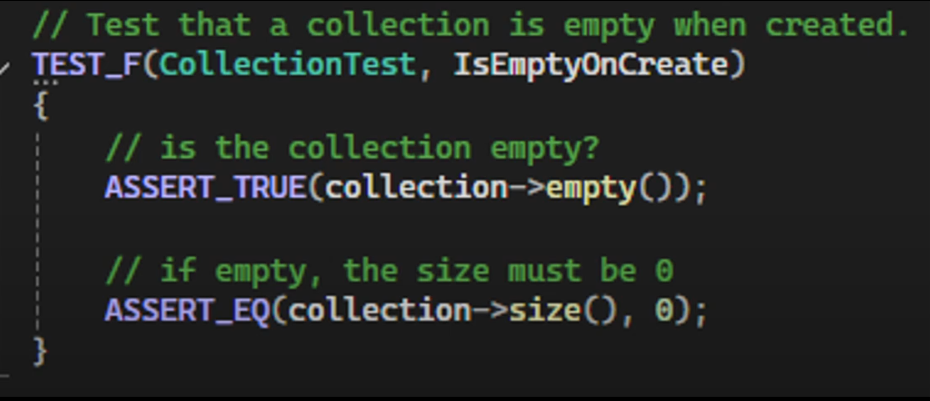 // Test that a collection is empty when created.
TEST_F(CollectionTest, IsEmptyOnCreate)
{
    // is the collection empty?
    ASSERT_TRUE(collection->empty());

    // if empty, the size must be 0
    ASSERT_EQ(collection->size(), 0);
}